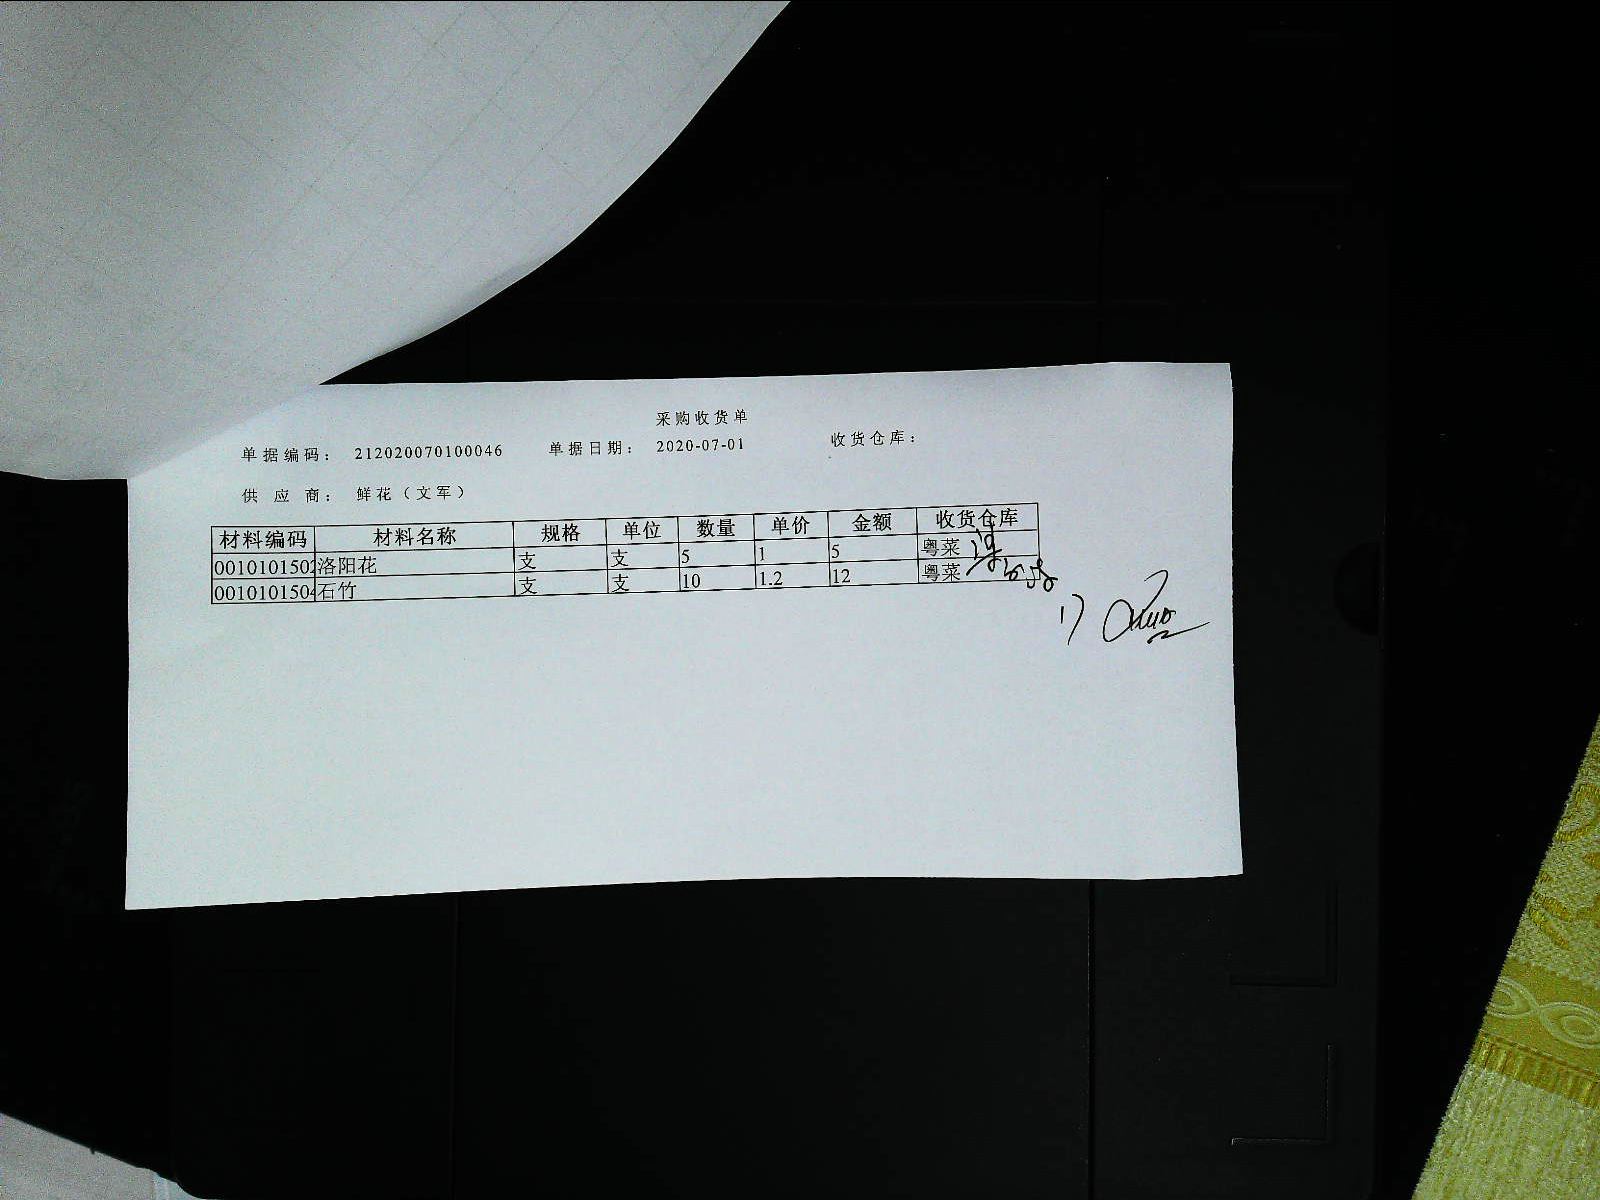 采购收货单
单据编码： 212020070100046 单据日期： 2020-07-01 收货仓库：
供 应 商： 鲜花（文军）
材料编码 材料名称 规格 单位 数量 单价 金额 收货仓库
0010101502 洛阳花 支 支 5 1 5 粤菜
0010101504 石竹 支 支 10 1.2 12 粤菜